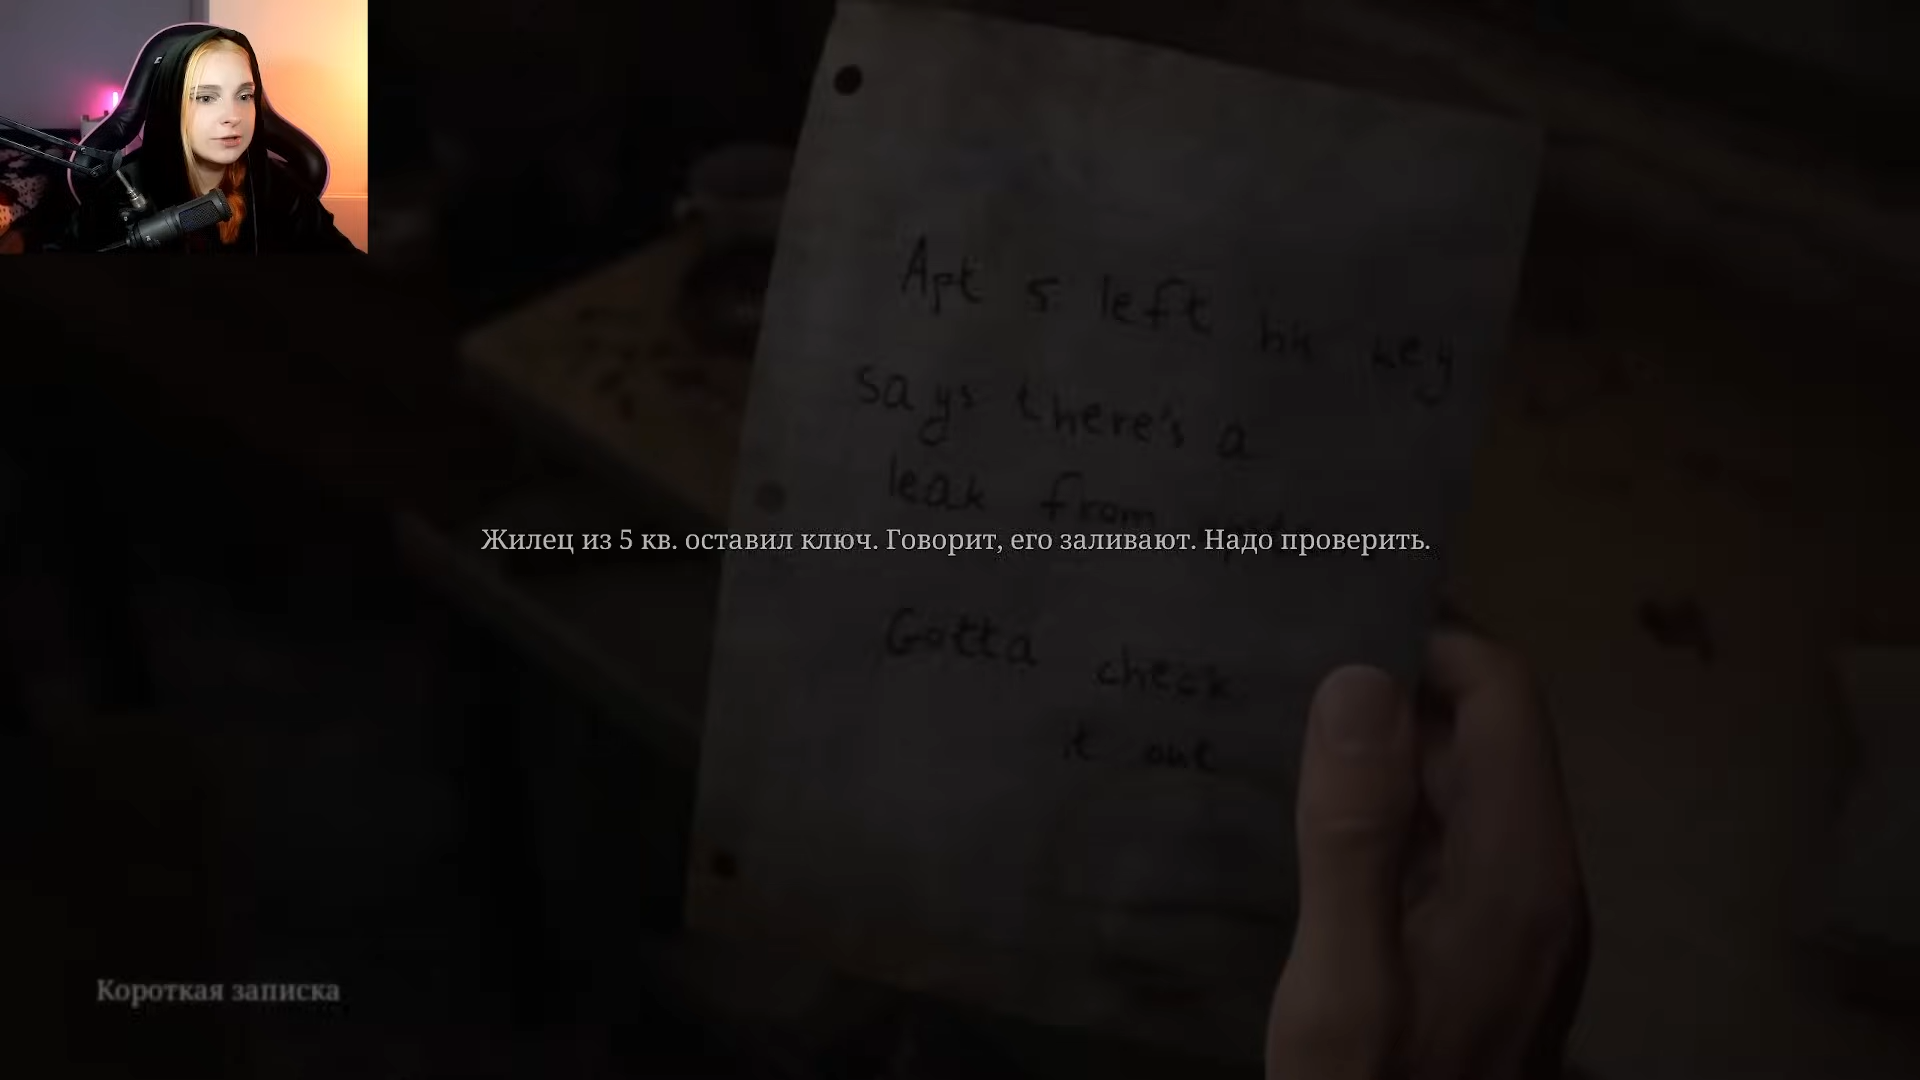 Apt 5 left his key
says there's a
leak from
Жилец из 5 кв. оставил ключ. Говорит, его заливают. Надо проверить.
Gotta check
it out
Короткая записка